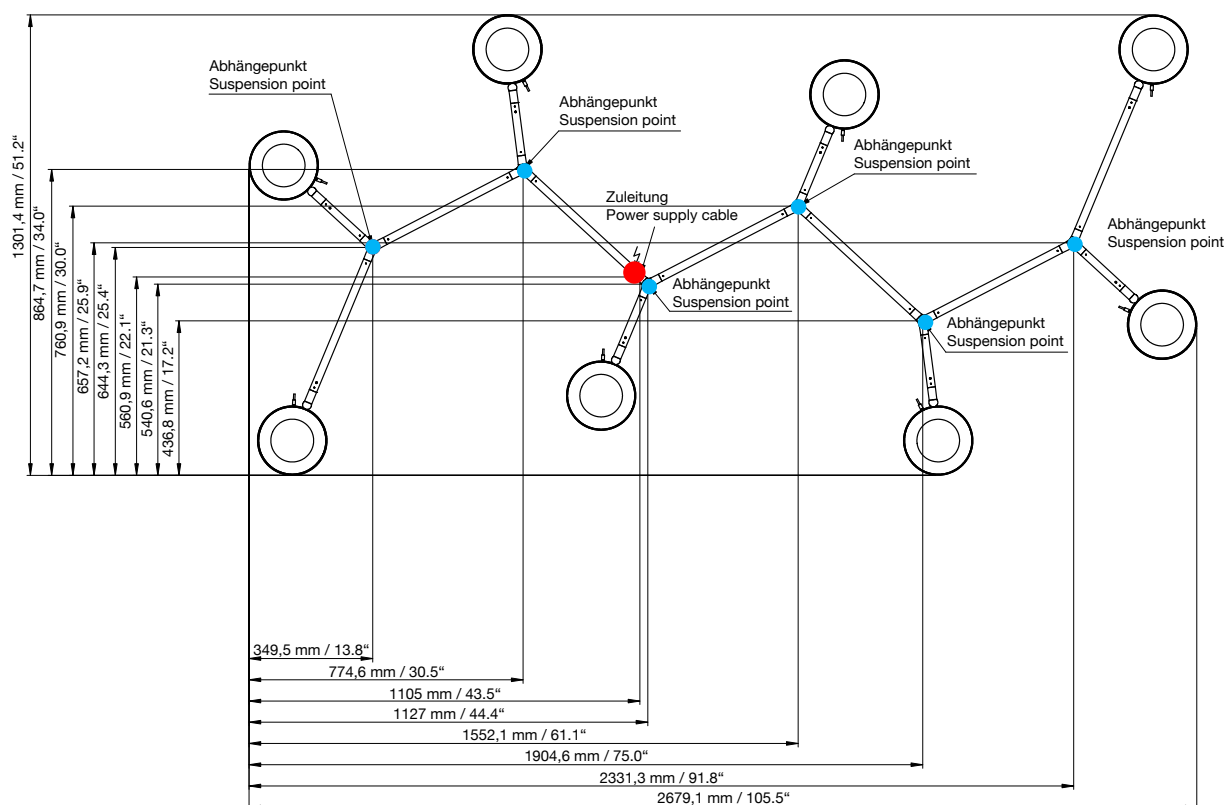 Abhängepunkt
Suspension point
Abhängepunkt
Suspension point
Abhängepunkt
Suspension point
Zuleitung
Power supply cable
Abhängepunkt
Suspension point
Abhängepunkt
Suspension point
Abhängepunkt
Suspension point
1301,4 mm / 51.2“
864,7 mm / 34.0“
760,9 mm / 30.0“
657,2 mm / 25.9“
644,3 mm / 25.4“
560,9 mm / 22.1“
540,6 mm / 21.3“
436,8 mm / 17.2“
349,5 mm / 13.8“
774,6 mm / 30.5“
1105 mm / 43.5“
1127 mm / 44.4“
1552,1 mm / 61.1“
1904,6 mm / 75.0“
2331,3 mm / 91.8“
2679,1 mm / 105.5“